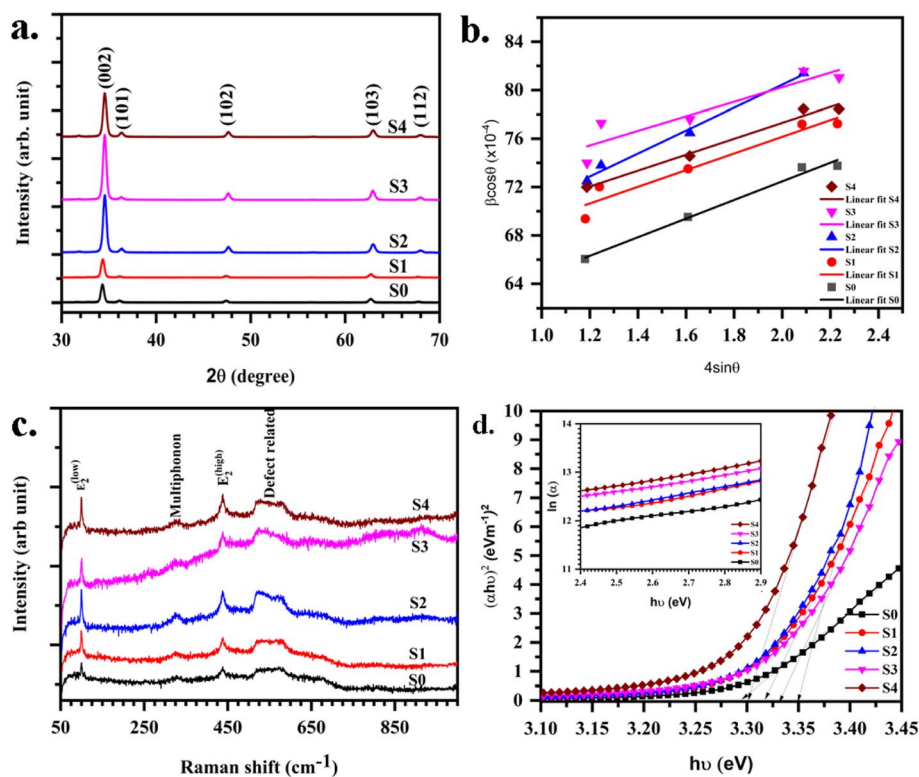 a.
Intensity (arb. unit)
(002)
(101)
(102)
(103)
(112)
S4
S3
S2
S1
S0
30 40 50 60 70
2θ (degree)
b.
βcosθ (x10⁻⁴)
84
80
76
72
68
64
S4
Linear fit S4
S3
Linear fit S3
S2
Linear fit S2
S1
Linear fit S1
S0
Linear fit S0
1.0 1.2 1.4 1.6 1.8 2.0 2.2 2.4 2.6
4sinθ
c.
Intensity (arb unit)
E₂^(low)
Multiphonon
E₂^(high)
Defect related
S4
S3
S2
S1
S0
50 250 450 650 850
Raman shift (cm⁻¹)
d.
(αhυ)² (eVm⁻¹)²
10
9
8
7
6
5
4
3
2
1
0
ln (α)
14
13
12
11
S4
S3
S2
S1
S0
2.4 2.5 2.6 2.7 2.8 2.9
hυ (eV)
S0
S1
S2
S3
S4
3.10 3.15 3.20 3.25 3.30 3.35 3.40 3.45
hυ (eV)